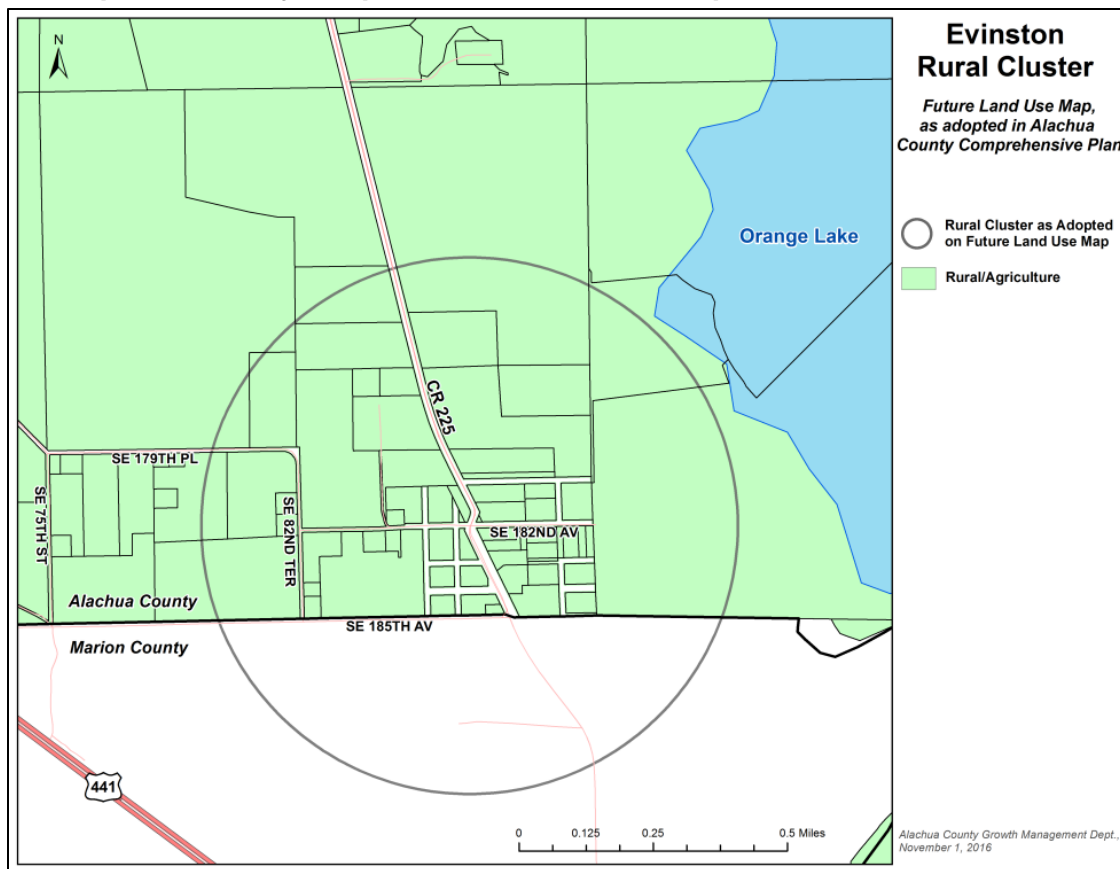 N
Evinston
Rural Cluster
Future Land Use Map,
as adopted in Alachua
County Comprehensive Plan
Rural Cluster as Adopted
on Future Land Use Map
Rural/Agriculture
Orange Lake
CR 225
SE 179TH PL
SE 75TH ST
SE 82ND TER
SE 182ND AV
Alachua County
SE 185TH AV
Marion County
441
0 0.125 0.25 0.5 Miles
Alachua County Growth Management Dept.,
November 1, 2016